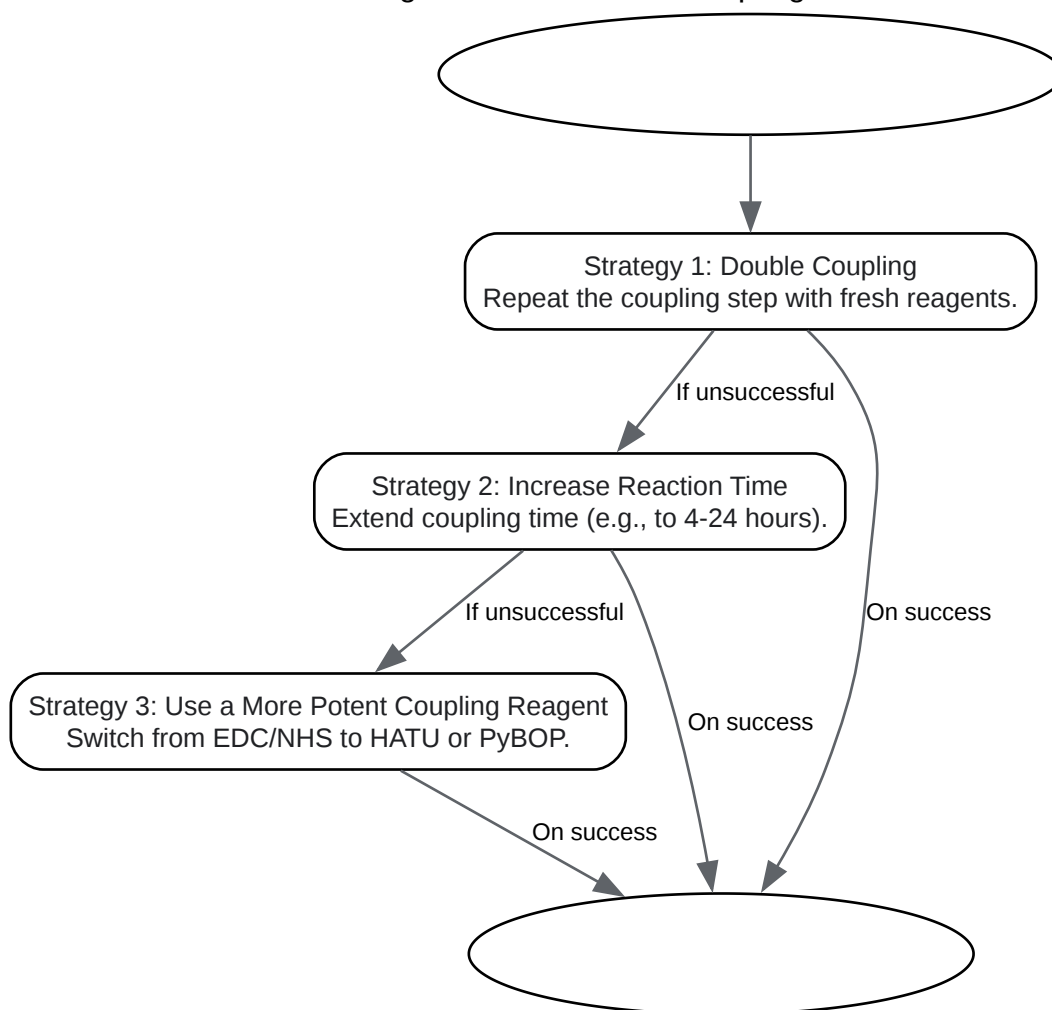 Strategy 1: Double Coupling
Repeat the coupling step with fresh reagents.
If unsuccessful
Strategy 2: Increase Reaction Time
Extend coupling time (e.g., to 4-24 hours).
If unsuccessful
On success
Strategy 3: Use a More Potent Coupling Reagent
Switch from EDC/NHS to HATU or PyBOP.
On success
On success